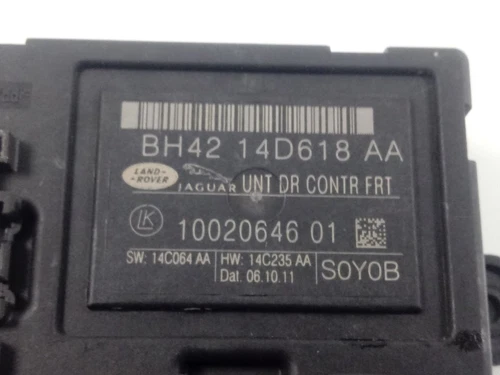 BH42 14D618 AA
LAND-
ROVER
JAGUAR UNT DR CONTR FRT
LK 10020646 01
SW: 14C064 AA HW: 14C235 AA
Dat. 06.10.11
S0Y0B